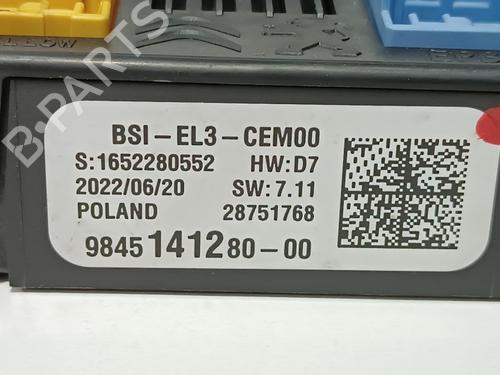 B-PARTS
BSI-EL3-CEM00
S:1652280552 HW:D7
2022/06/20 SW:7.11
POLAND 28751768
9845141280-00